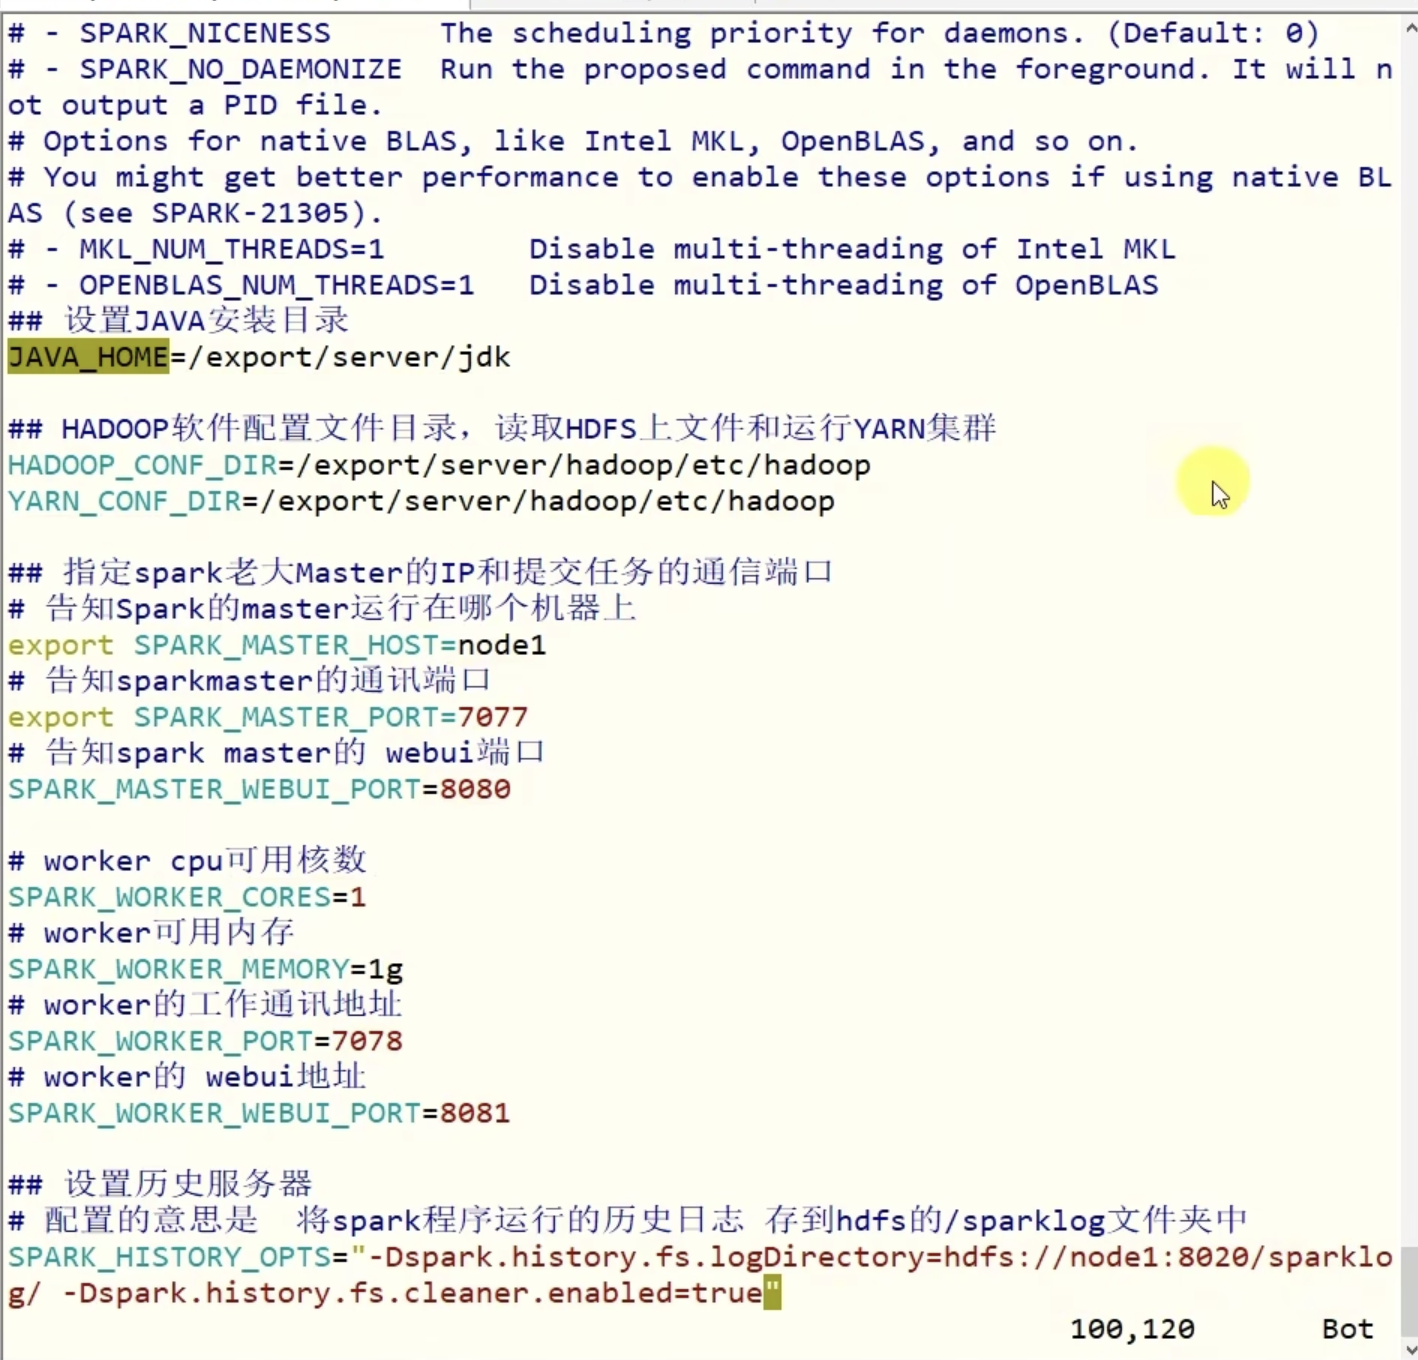 # - SPARK_NICENESS      The scheduling priority for daemons. (Default: 0)
# - SPARK_NO_DAEMONIZE  Run the proposed command in the foreground. It will n
ot output a PID file.
# Options for native BLAS, like Intel MKL, OpenBLAS, and so on.
# You might get better performance to enable these options if using native BL
AS (see SPARK-21305).
# - MKL_NUM_THREADS=1        Disable multi-threading of Intel MKL
# - OPENBLAS_NUM_THREADS=1   Disable multi-threading of OpenBLAS
## 设置JAVA安装目录
JAVA_HOME=/export/server/jdk
## HADOOP软件配置文件目录，读取HDFS上文件和运行YARN集群
HADOOP_CONF_DIR=/export/server/hadoop/etc/hadoop
YARN_CONF_DIR=/export/server/hadoop/etc/hadoop
## 指定spark老大Master的IP和提交任务的通信端口
# 告知Spark的master运行在哪个机器上
export SPARK_MASTER_HOST=node1
# 告知sparkmaster的通讯端口
export SPARK_MASTER_PORT=7077
# 告知spark master的 webui端口
SPARK_MASTER_WEBUI_PORT=8080
# worker cpu可用核数
SPARK_WORKER_CORES=1
# worker可用内存
SPARK_WORKER_MEMORY=1g
# worker的工作通讯地址
SPARK_WORKER_PORT=7078
# worker的 webui地址
SPARK_WORKER_WEBUI_PORT=8081
## 设置历史服务器
# 配置的意思是  将spark程序运行的历史日志 存到hdfs的/sparklog文件夹中
SPARK_HISTORY_OPTS="-Dspark.history.fs.logDirectory=hdfs://node1:8020/sparklo
g/ -Dspark.history.fs.cleaner.enabled=true"
100,120 Bot